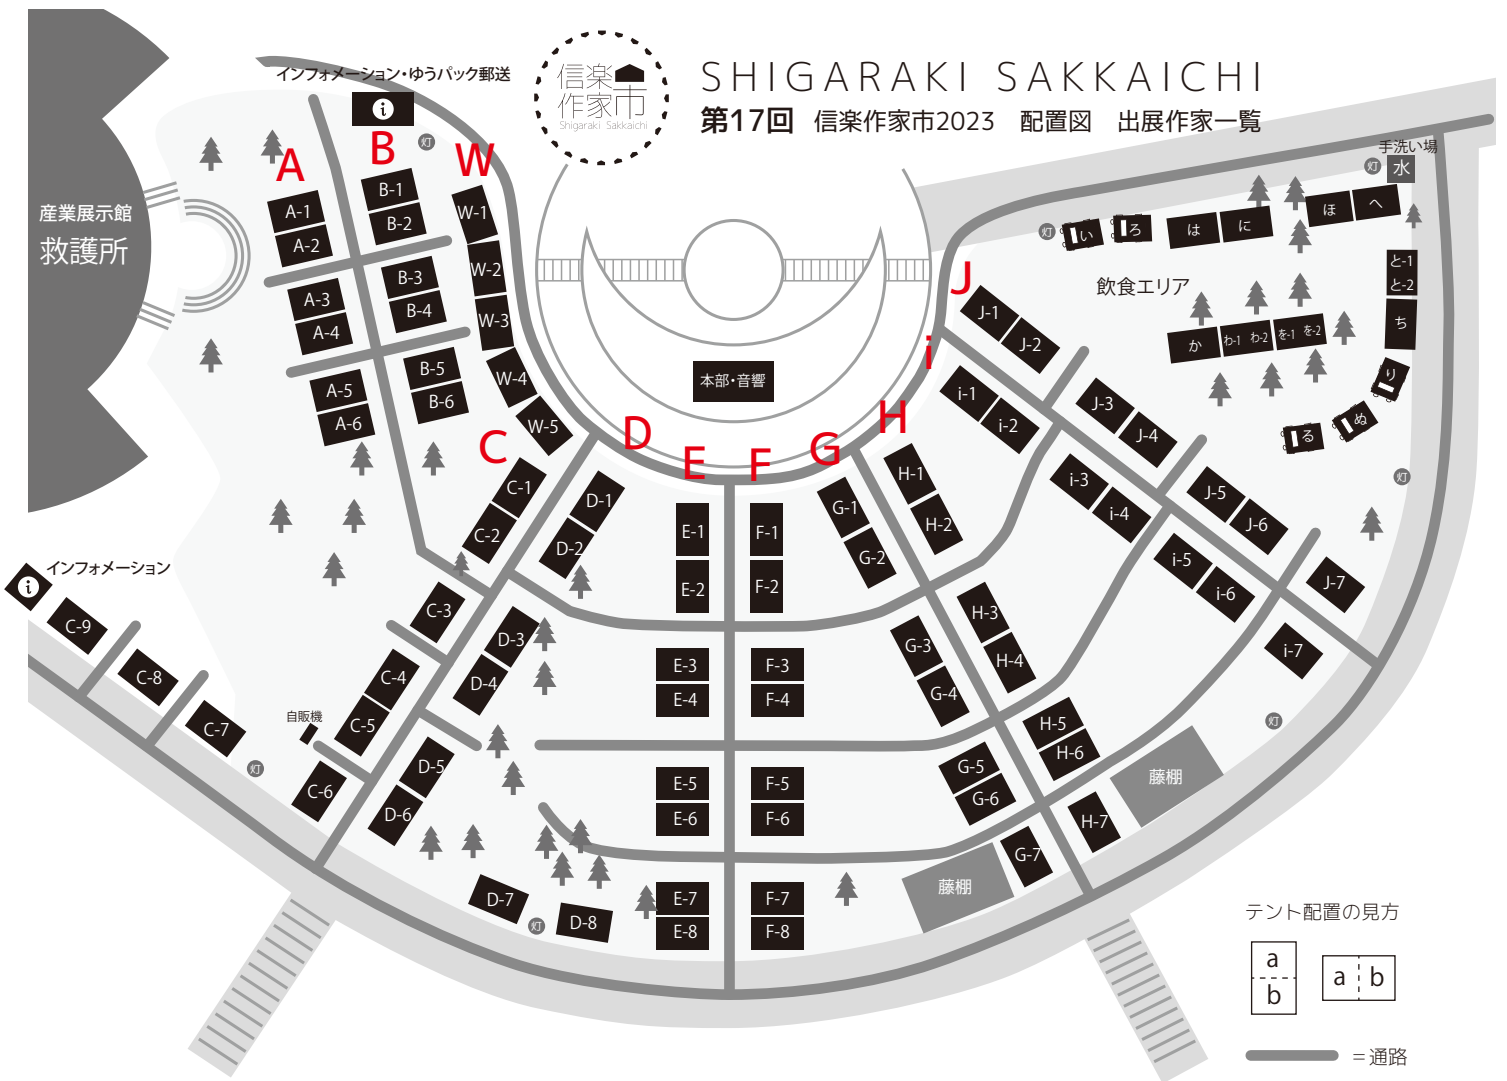 インフォメーション・ゆうパック郵送
i
信楽
作家市
Shigaraki Sakkaichi
SHIGARAKI SAKKAICHI
第17回 信楽作家市2023 配置図 出展作家一覧
産業展示館
救護所
A
B
W
C
D
E
F
G
H
i
J
A-1
A-2
A-3
A-4
A-5
A-6
B-1
B-2
B-3
B-4
B-5
B-6
W-1
W-2
W-3
W-4
W-5
本部・音響
手洗い場
水
灯
灯
灯
灯
灯
灯
灯
い
ろ
は
に
ほ
へ
と-1
と-2
ち
り
ぬ
る
か
わ-1 わ-2
を-1 を-2
飲食エリア
C-1
C-2
C-3
C-4
C-5
C-6
C-7
C-8
C-9
i
インフォメーション
自販機
D-1
D-2
D-3
D-4
D-5
D-6
D-7
D-8
E-1
E-2
E-3
E-4
E-5
E-6
E-7
E-8
F-1
F-2
F-3
F-4
F-5
F-6
F-7
F-8
G-1
G-2
G-3
G-4
G-5
G-6
G-7
H-1
H-2
H-3
H-4
H-5
H-6
H-7
i-1
i-2
i-3
i-4
i-5
i-6
i-7
J-1
J-2
J-3
J-4
J-5
J-6
J-7
藤棚
藤棚
テント配置の見方
a
b
a b
=通路